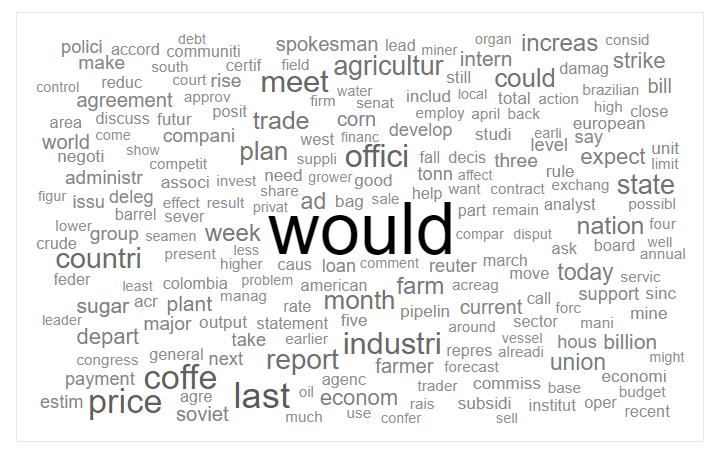 debt
polici accord communiti spokesman lead miner organ increas consid
make south certif field agricultur intern strike
control reduc court rise meet still could damag bill
agreement approv firm water senat includ local total action brazilian
area discuss futur posit trade corn employ april back high close
world come compani west financ develop studi earli level say european
negoti show competit plan suppli offici fall decis three expect unit limit
administr associ invest need grower good tonn affect rule
figur issu deleg effect result share privat ad bag sale help want contract exchang state possibl
lower barrel sever would part remain analyst nation four
crude group seamen week compar disput ask board well
countri present less caus loan comment reuter march annual
feder higher problem american farm acreag move today servic
least colombia manag month call support sinc
sugar acr plant rate pipelin current forc mine
leader major output statement five around sector mani
depart take earlier industri vessel hous billion
congress general next report repres alreadi union might
payment coffe agenc farmer forecast economi
estim price agre last oil econom trader commiss base budget
soviet much use confer rais subsidi institut oper recent
sell